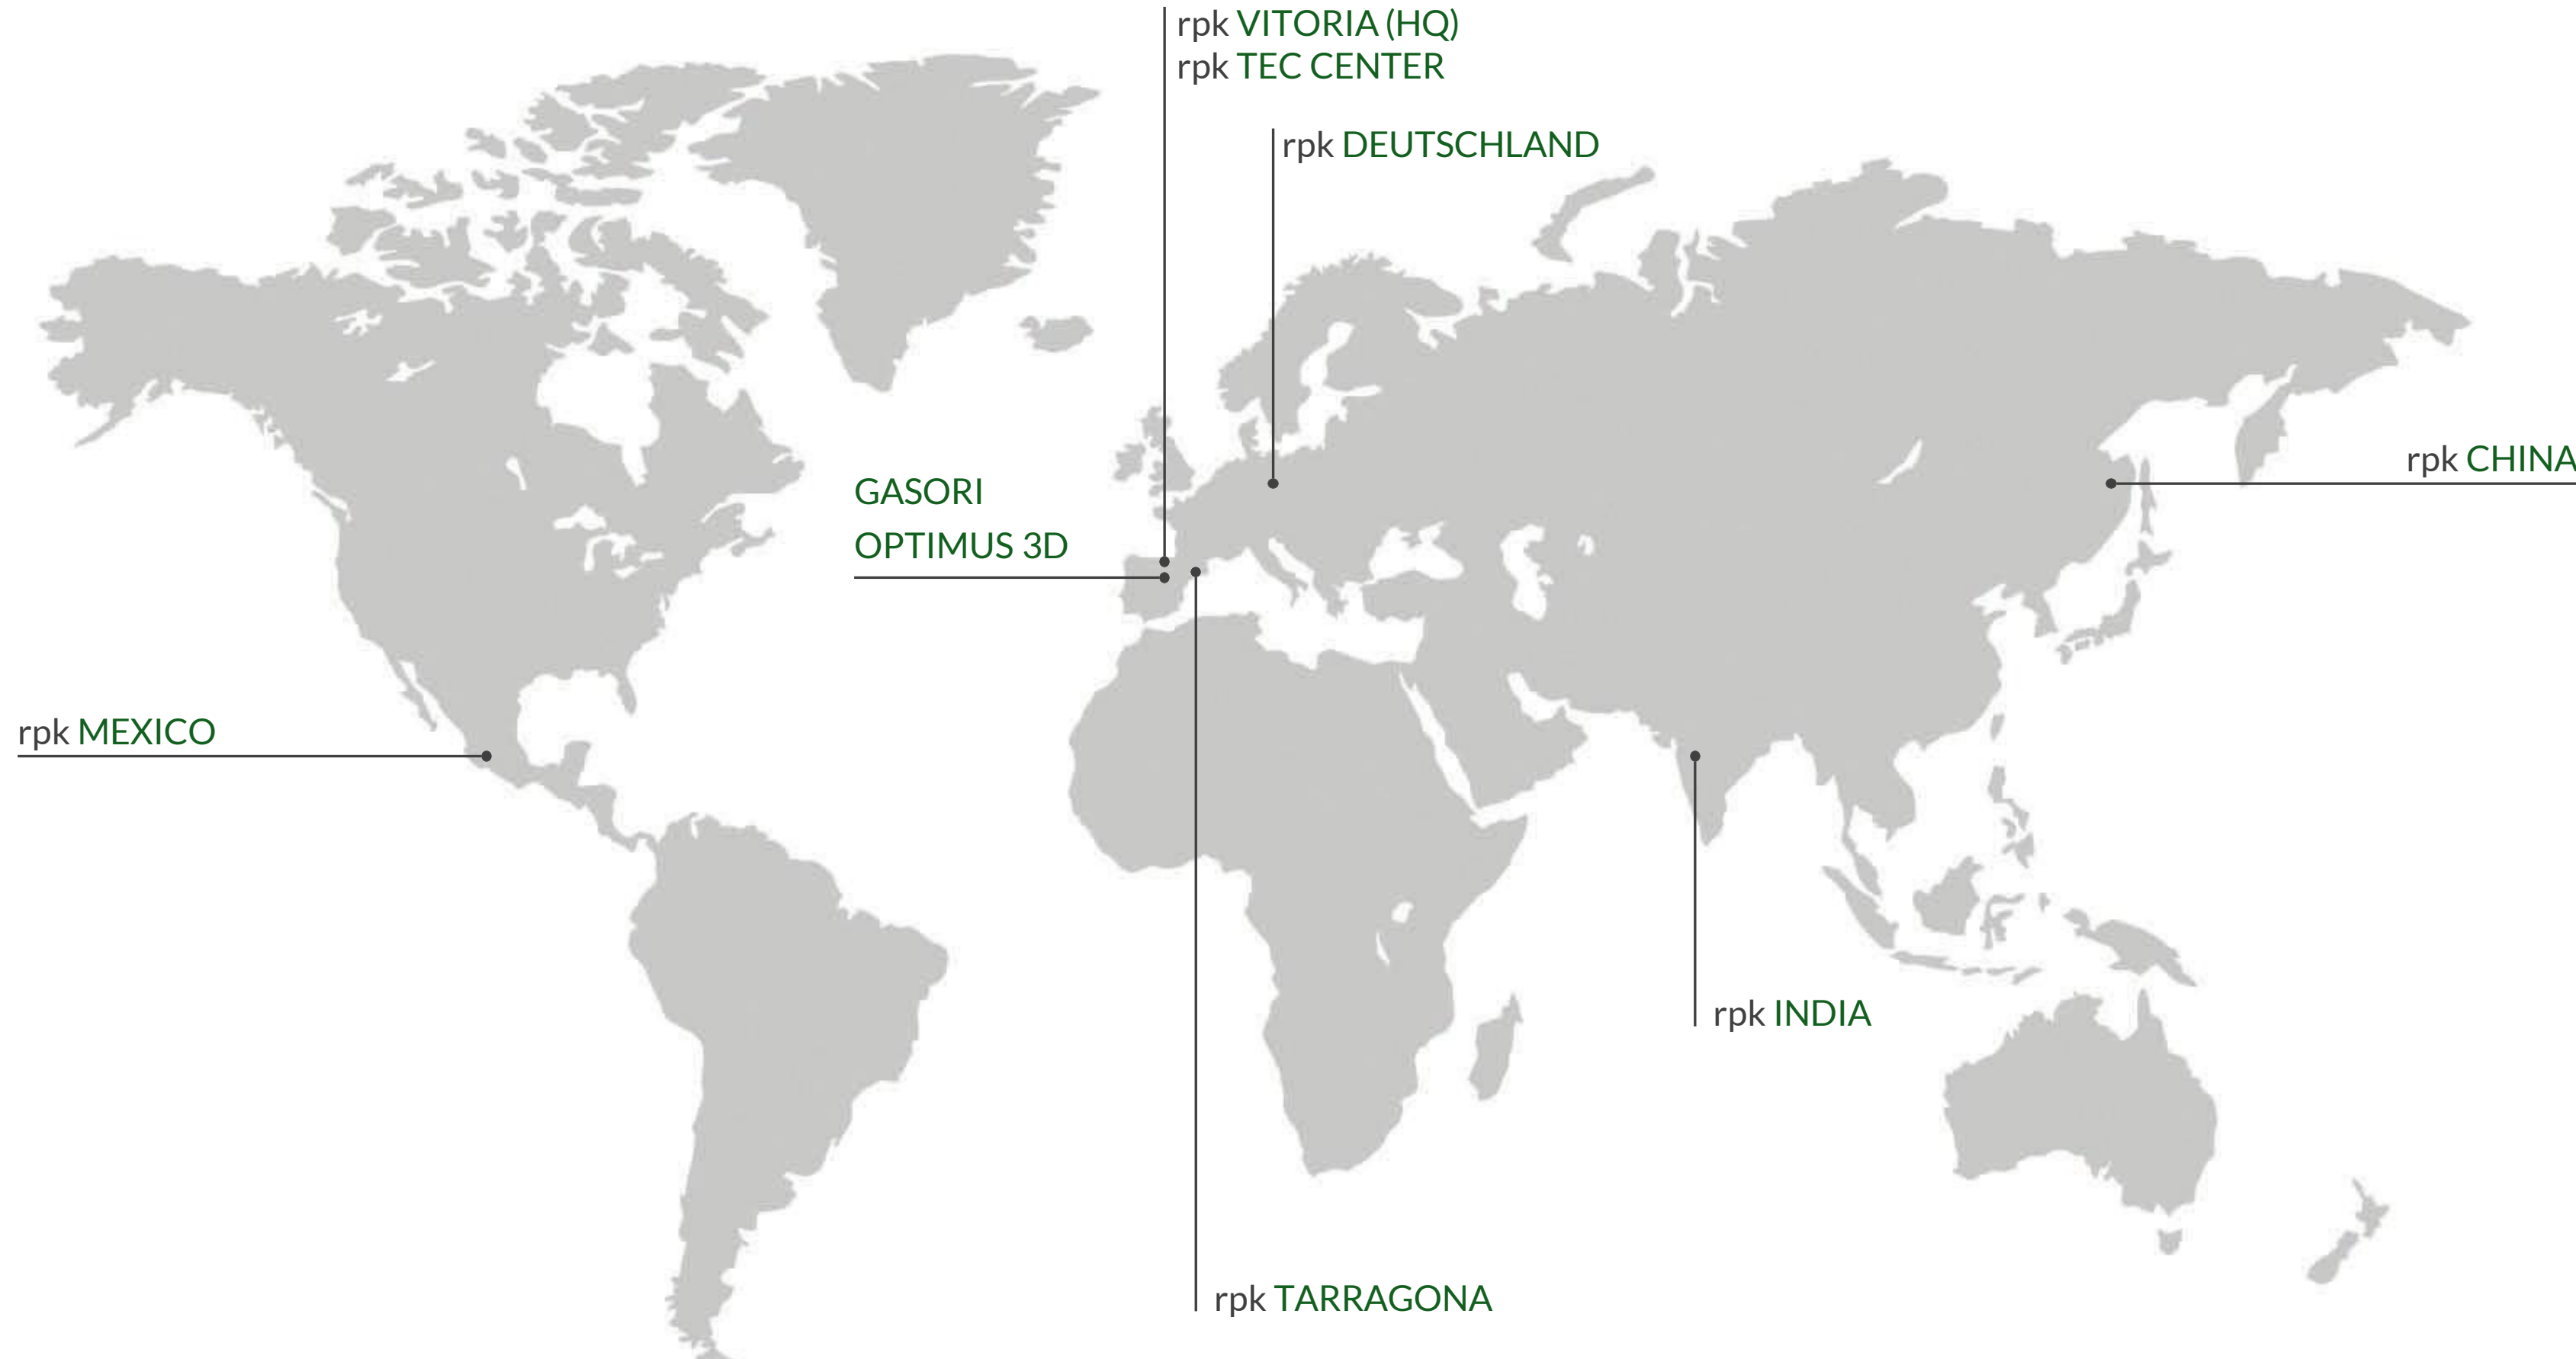 rpk VITORIA (HQ)
rpk TEC CENTER
rpk DEUTSCHLAND
rpk CHINA
GASORI
OPTIMUS 3D
rpk MEXICO
rpk INDIA
rpk TARRAGONA